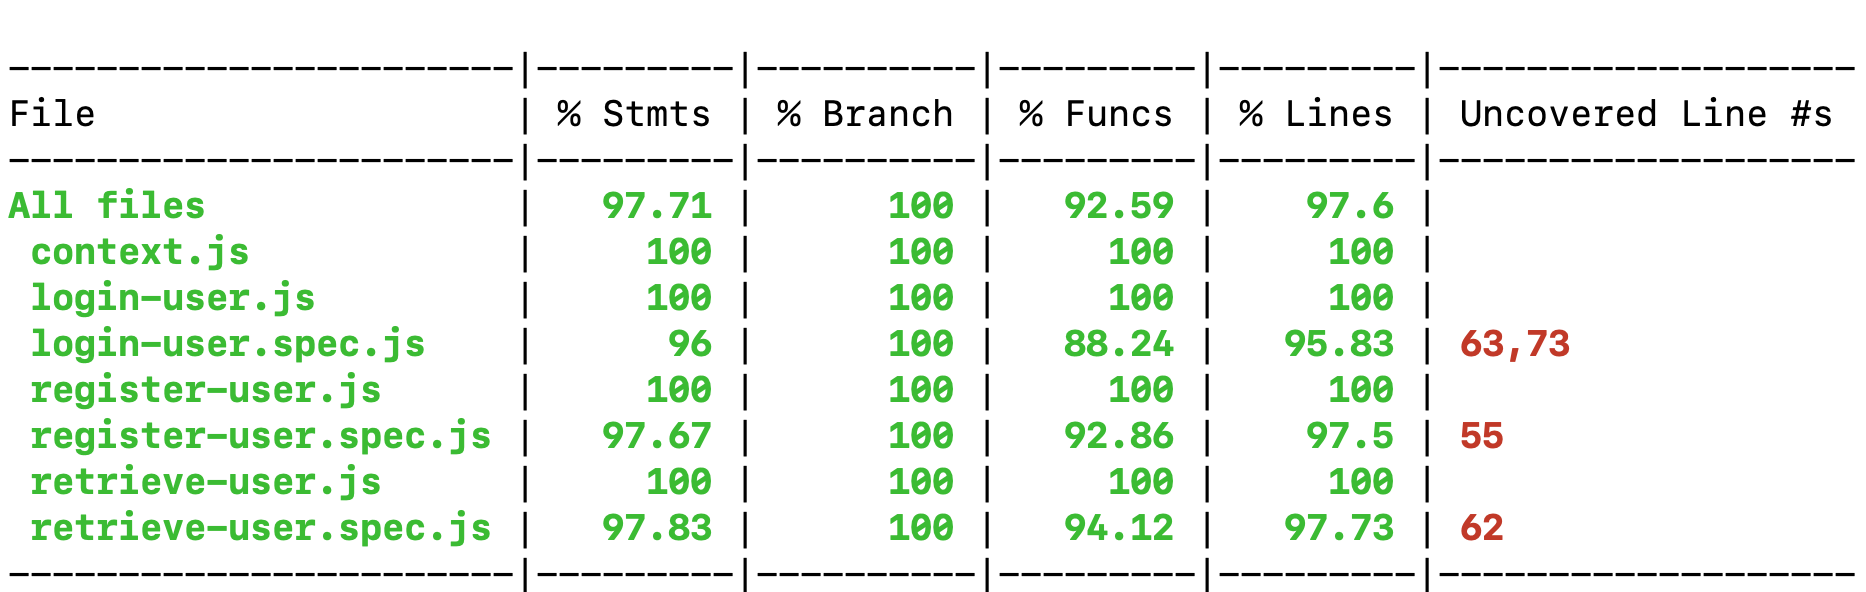 -----------------------|---------|----------|---------|---------|-------------------
File                   | % Stmts | % Branch | % Funcs | % Lines | Uncovered Line #s
-----------------------|---------|----------|---------|---------|-------------------
All files              |   97.71 |      100 |   92.59 |    97.6 |
 context.js            |     100 |      100 |     100 |     100 |
 login-user.js         |     100 |      100 |     100 |     100 |
 login-user.spec.js    |      96 |      100 |   88.24 |   95.83 | 63,73
 register-user.js      |     100 |      100 |     100 |     100 |
 register-user.spec.js |   97.67 |      100 |   92.86 |    97.5 | 55
 retrieve-user.js      |     100 |      100 |     100 |     100 |
 retrieve-user.spec.js |   97.83 |      100 |   94.12 |   97.73 | 62
-----------------------|---------|----------|---------|---------|-------------------